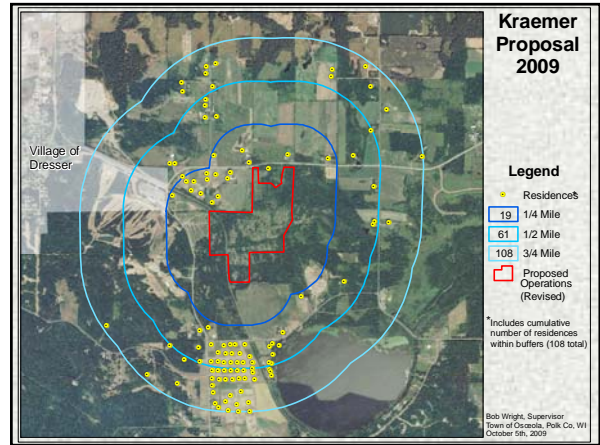 Kraemer
Proposal
2009
Village of
Dresser
Legend
Residences*
19 1/4 Mile
61 1/2 Mile
108 3/4 Mile
Proposed
Operations
(Revised)
*Includes cumulative
number of residences
within buffers (108 total)
Bob Wright, Supervisor
Town of Osceola, Polk Co, WI
October 5th, 2009